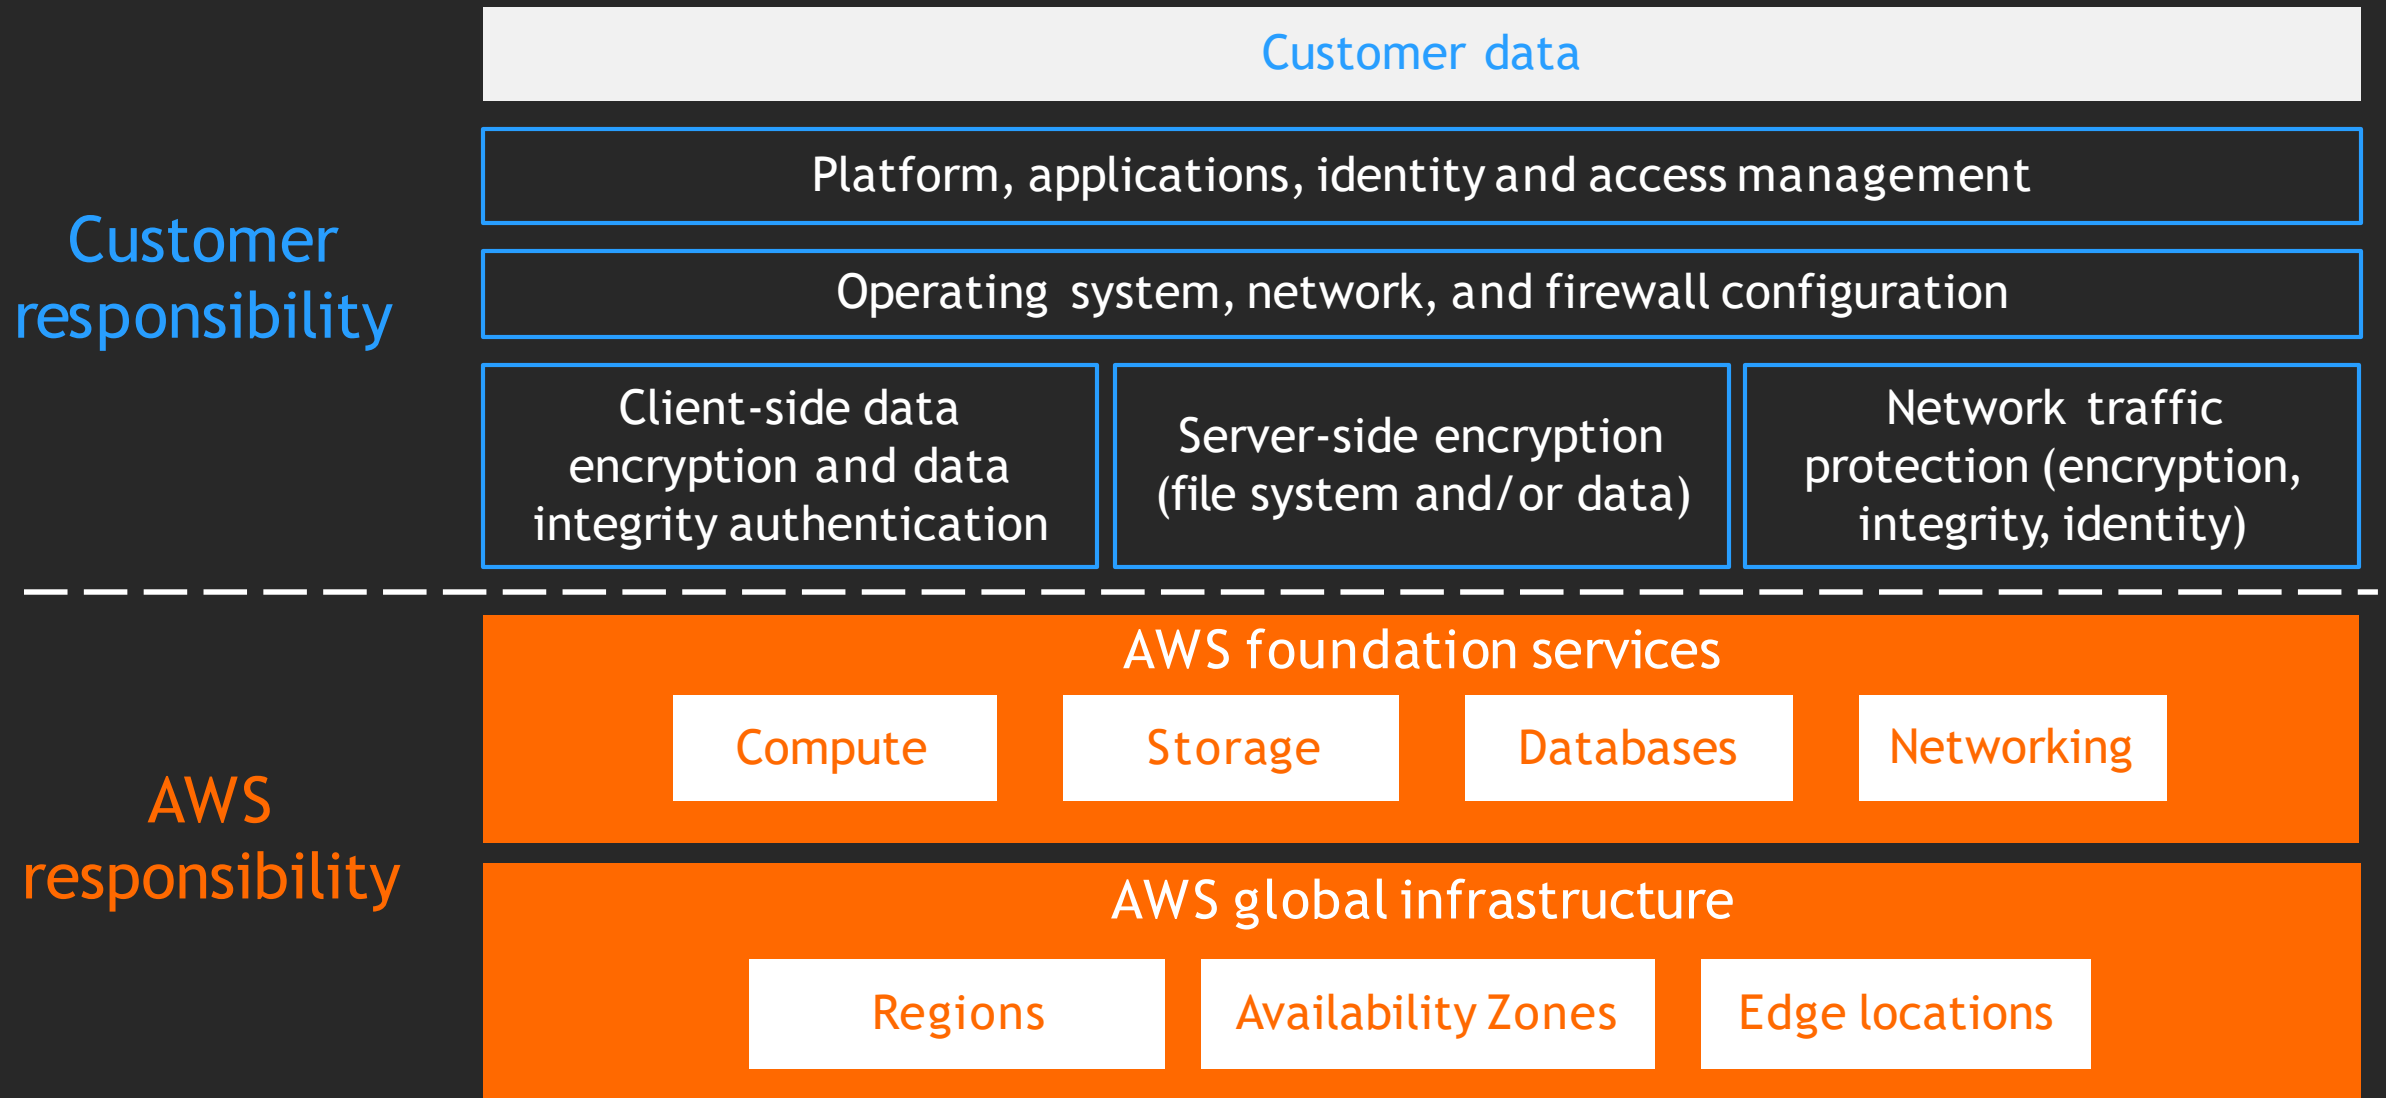 Customer data
Platform, applications, identity and access management
Customer
responsibility
Operating system, network, and firewall configuration
Client-side data
encryption and data
integrity authentication
Server-side encryption
(file system and/or data)
Network traffic
protection (encryption,
integrity, identity)
AWS foundation services
Compute
Storage
Databases
Networking
AWS
responsibility
AWS global infrastructure
Regions
Availability Zones
Edge locations